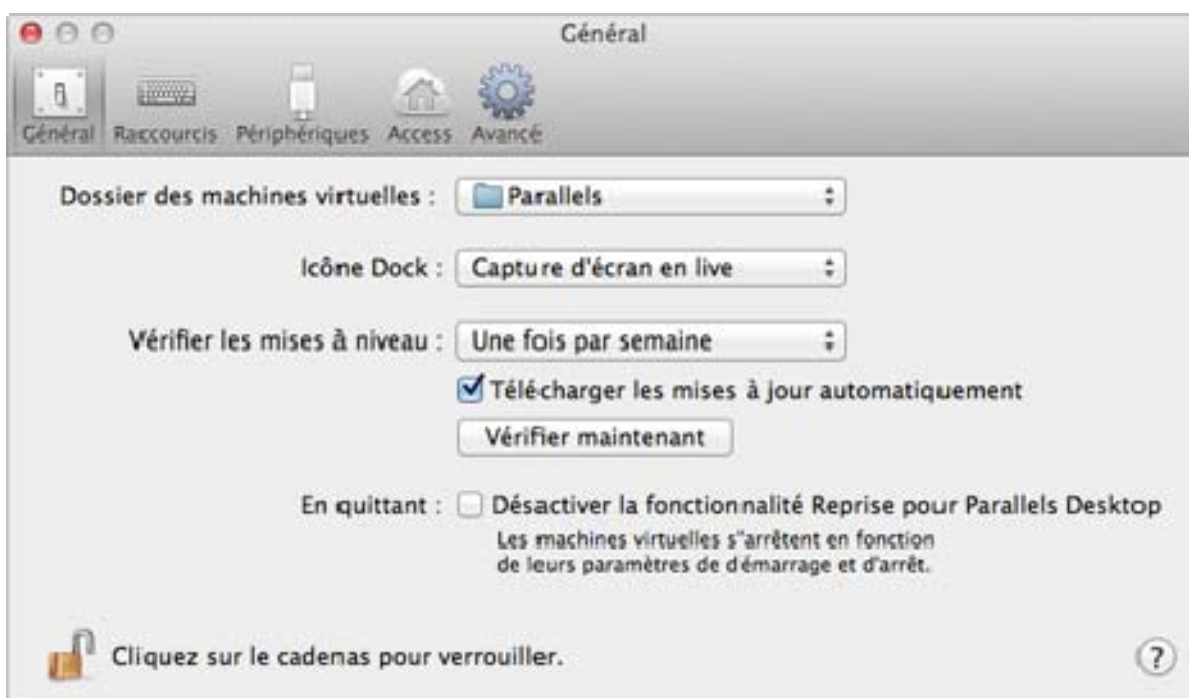 Général
Général Raccourcis Périphériques Access Avancé
Dossier des machines virtuelles : Parallels
Icône Dock : Capture d'écran en live
Vérifier les mises à niveau : Une fois par semaine
Télécharger les mises à jour automatiquement
Vérifier maintenant
En quittant : Désactiver la fonctionnalité Reprise pour Parallels Desktop
Les machines virtuelles s"arrêtent en fonction
de leurs paramètres de démarrage et d'arrêt.
Cliquez sur le cadenas pour verrouiller. ?